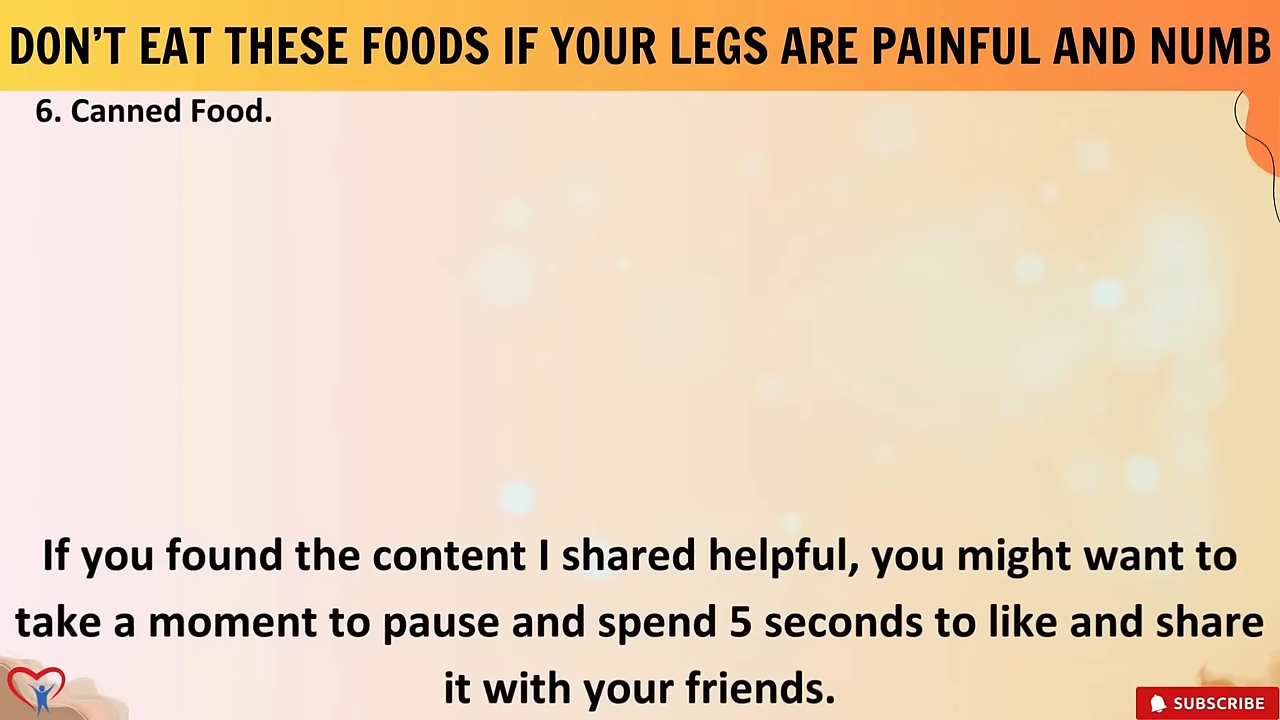 DON'T EAT THESE FOODS IF YOUR LEGS ARE PAINFUL AND NUMB
6. Canned Food.
If you found the content I shared helpful, you might want to
take a moment to pause and spend 5 seconds to like and share
it with your friends.
SUBSCRIBE